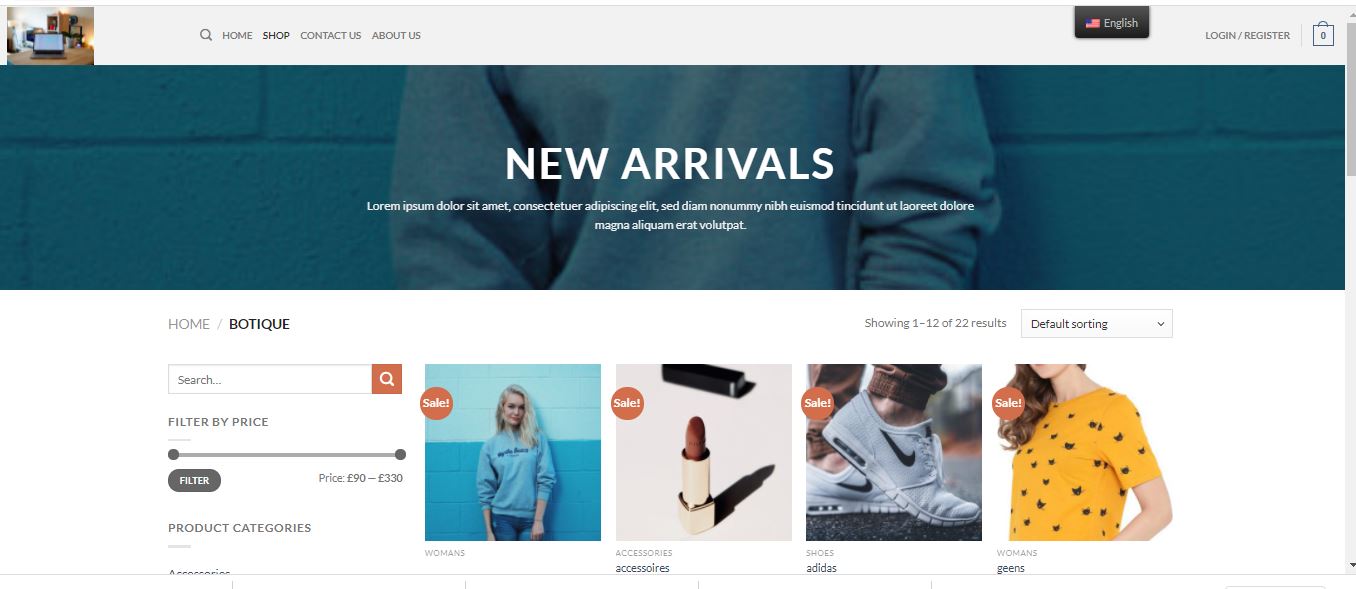 HOME SHOP CONTACT US ABOUT US
English
LOGIN / REGISTER
0
NEW ARRIVALS
Lorem ipsum dolor sit amet, consectetuer adipiscing elit, sed diam nonummy nibh euismod tincidunt ut laoreet dolore
magna aliquam erat volutpat.
HOME / BOTIQUE
Showing 1–12 of 22 results
Default sorting
Search...
FILTER BY PRICE
FILTER
Price: £90 — £330
PRODUCT CATEGORIES
Accessories
Sale!
WOMANS
Sale!
ACCESSORIES
accessoires
Sale!
SHOES
adidas
Sale!
WOMANS
geens